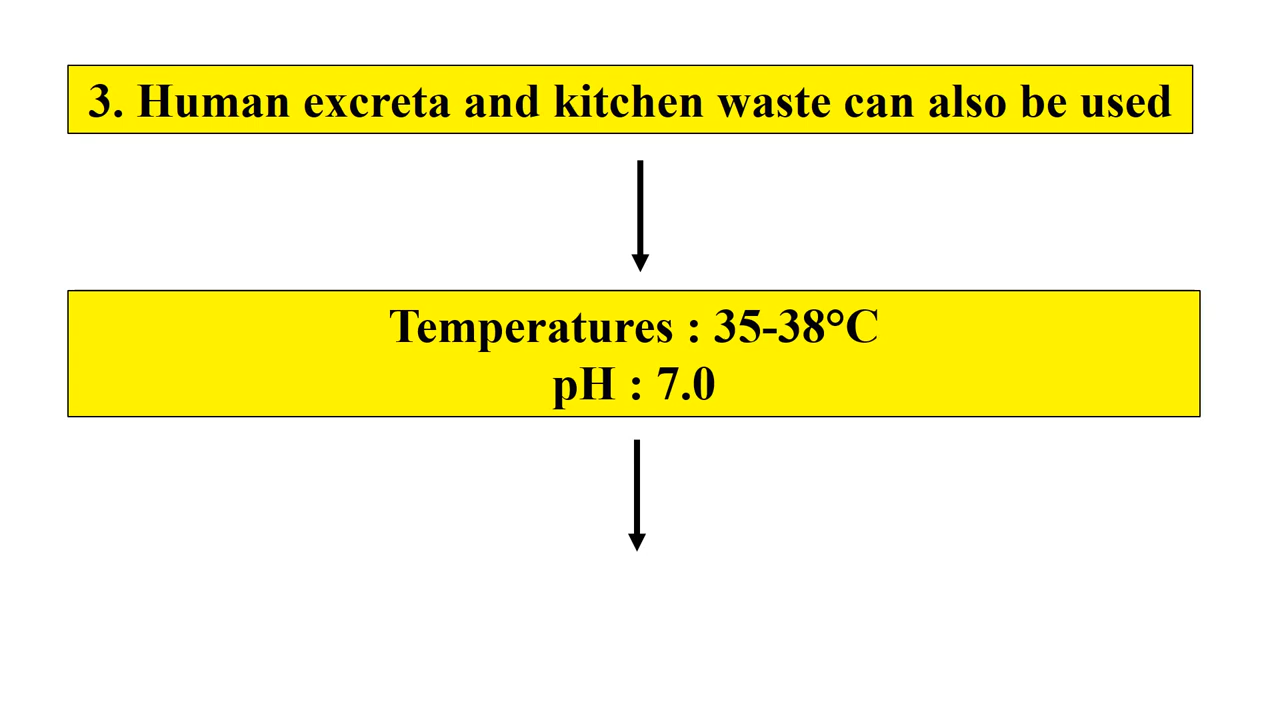 3. Human excreta and kitchen waste can also be used
Temperatures : 35-38°C
pH : 7.0